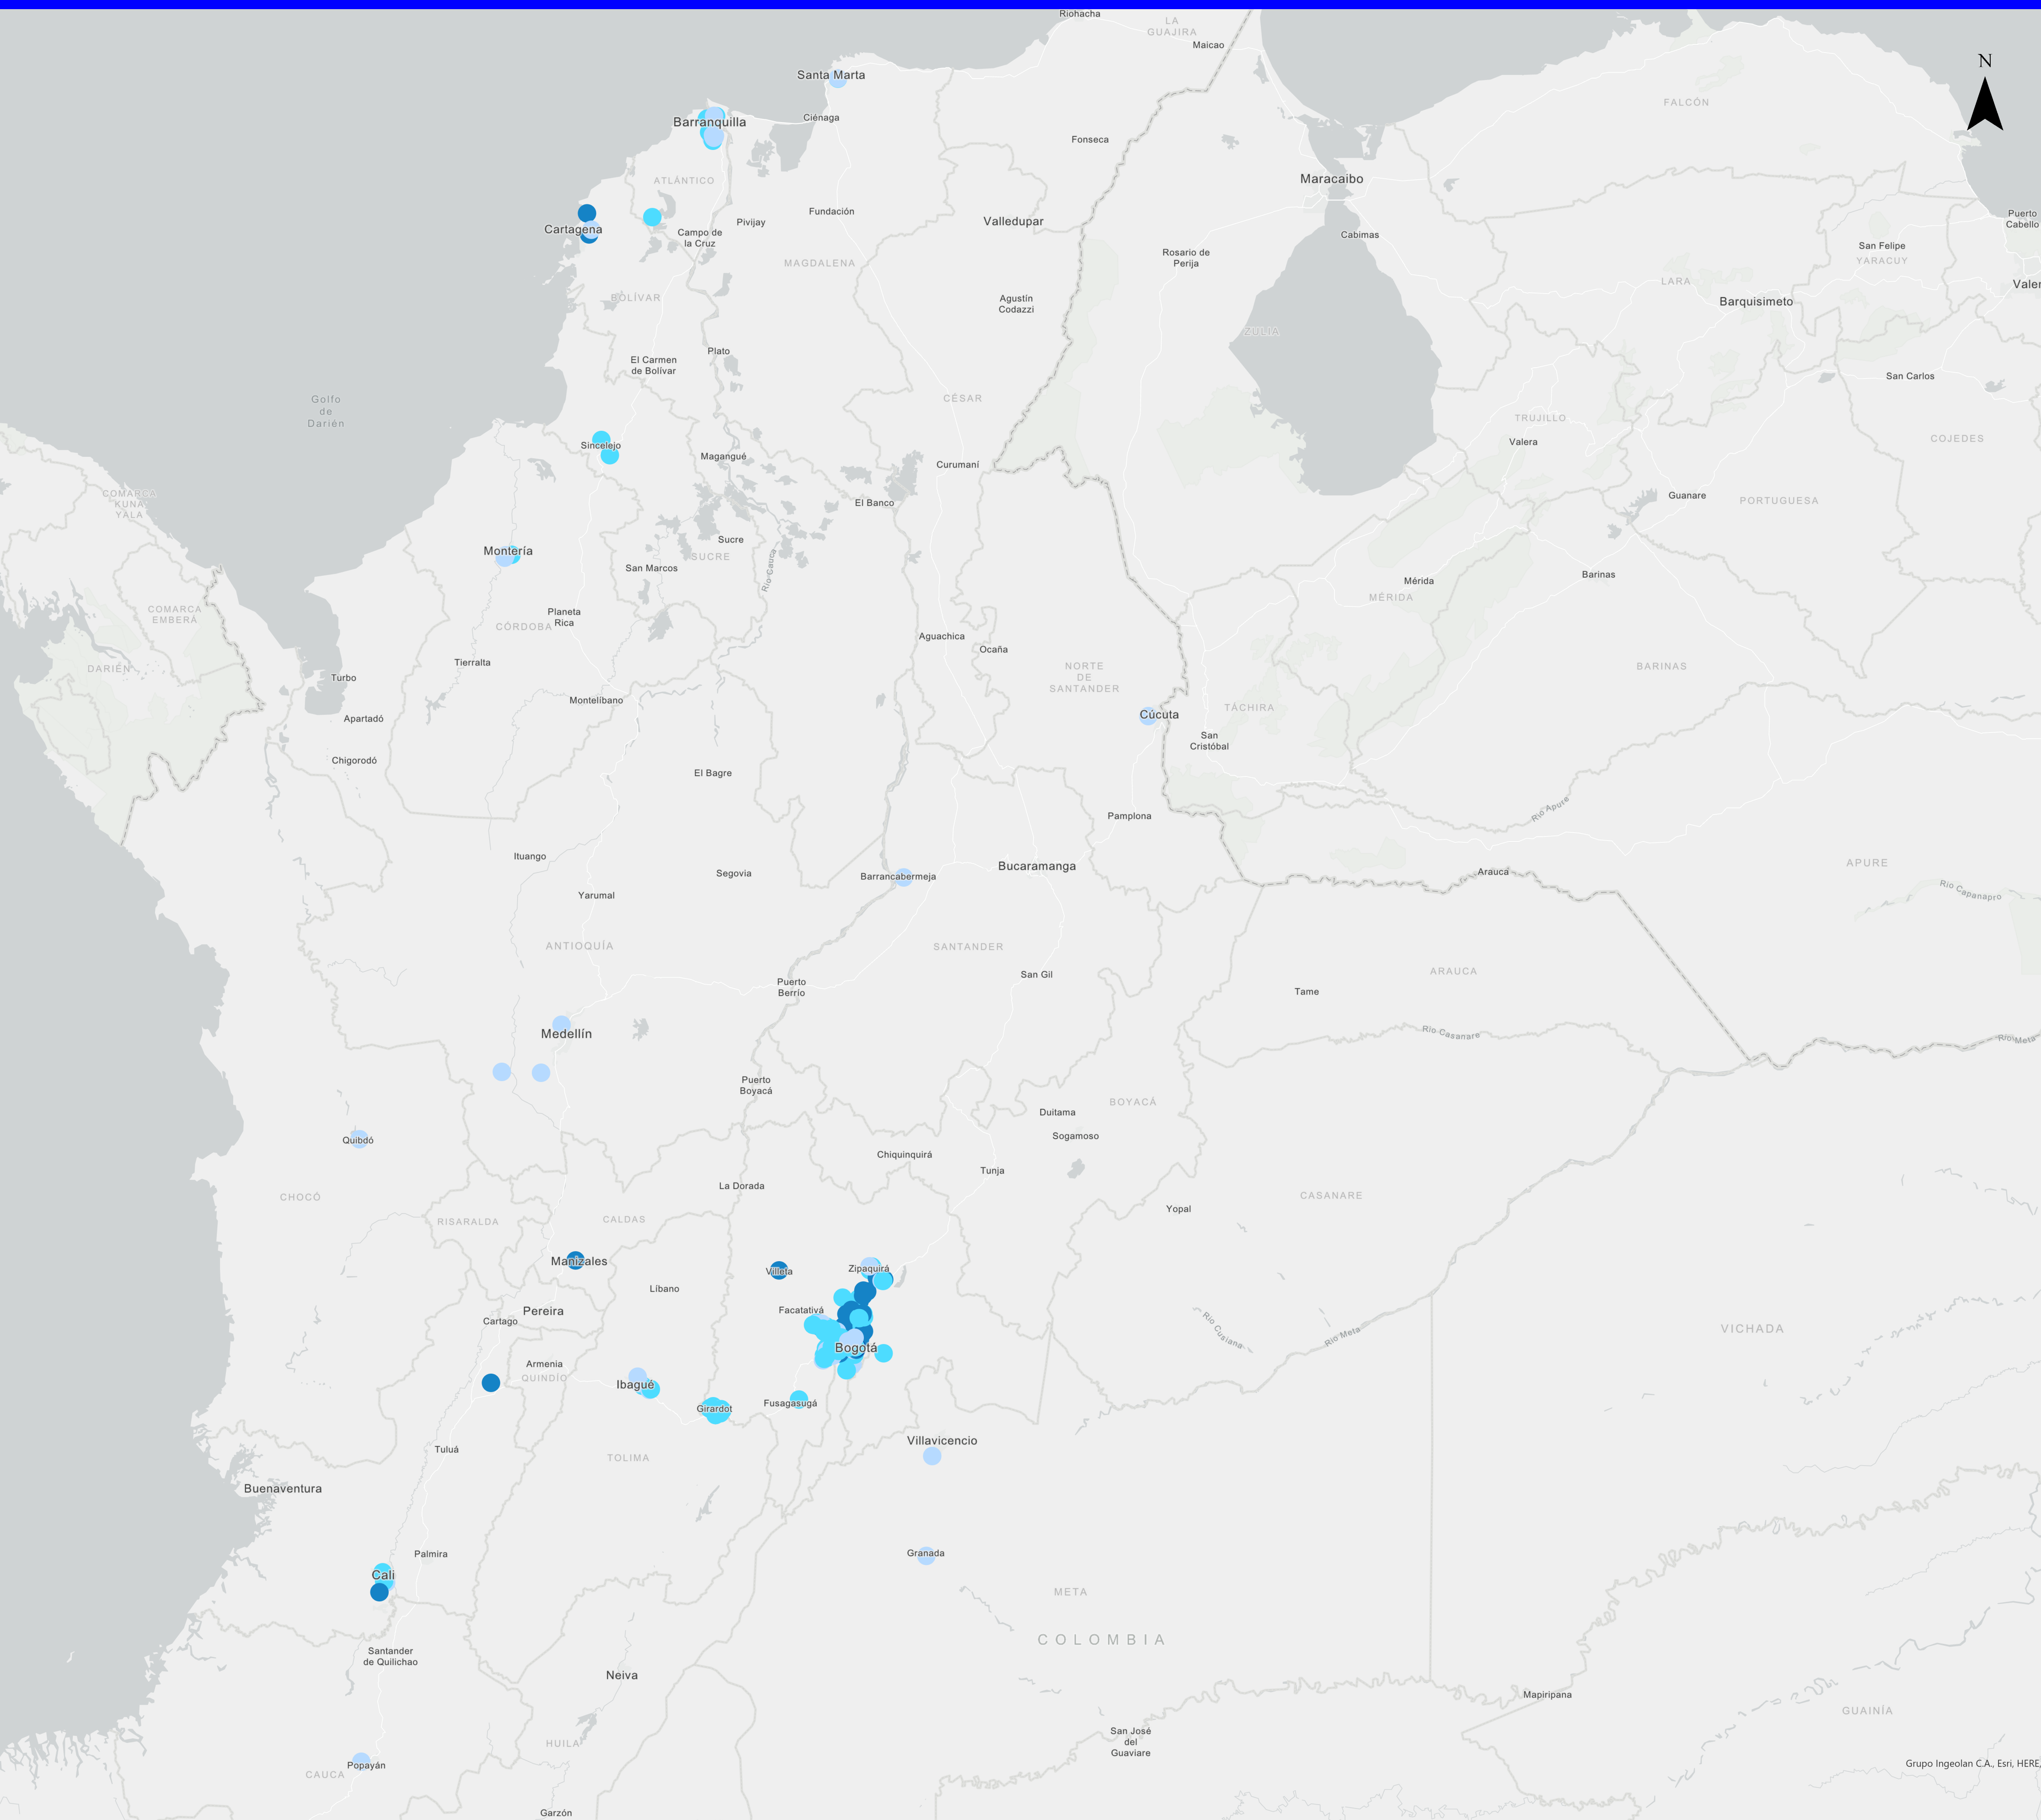 Riohacha
LA
GUAJIRA
Maicao
N
Santa Marta
FALCÓN
Barranquilla
Ciénaga
Fonseca
ATLÁNTICO
Maracaibo
Cartagena
Campo de
la Cruz
Pivijay
Fundación
Valledupar
Cabimas
Puerto
Cabello
San Felipe
YARACUY
Rosario de
Perija
MAGDALENA
LARA
Valer
BOLÍVAR
Agustín
Codazzi
Barquisimeto
ZULIA
Plato
El Carmen
de Bolívar
San Carlos
Golfo
de
Darién
CÉSAR
TRUJILLO
Valera
COJEDES
Sincelejo
Magangué
Curumaní
COMARCA
KUNA
YALA
El Banco
Guanare
PORTUGUESA
Montería
Sucre
SUCRE
San Marcos
Río Cauca
Mérida
MÉRIDA
Barinas
COMARCA
EMBERÁ
Planeta
Rica
CÓRDOBA
Aguachica
Ocaña
DARIÉN
Tierralta
NORTE
DE
SANTANDER
BARINAS
Turbo
Montelíbano
Apartadó
Cúcuta
TÁCHIRA
San
Cristóbal
Chigorodó
El Bagre
Pamplona
Río Apure
Ituango
Segovia
Barrancabermeja
Bucaramanga
Arauca
APURE
Yarumal
Río Capanapro
ANTIOQUÍA
SANTANDER
Puerto
Berrío
San Gil
ARAUCA
Tame
Medellín
Río Casanare
Río Meta
Puerto
Boyacá
Duitama
BOYACÁ
Quibdó
Sogamoso
Chiquinquirá
Tunja
CHOCÓ
La Dorada
CASANARE
RISARALDA
CALDAS
Yopal
Manizales
Villeta
Zipaquirá
Líbano
Pereira
Facatativá
Cartago
Río Cusiana
Río Meta
VICHADA
Bogotá
Armenia
QUINDÍO
Ibagué
Girardot
Fusagasugá
Tuluá
TOLIMA
Villavicencio
Buenaventura
Palmira
Granada
Cali
META
COLOMBIA
Santander
de Quilichao
Neiva
Mapiripana
GUAINÍA
San José
del
Guaviare
HUILA
Popayán
CAUCA
Grupo Ingeolan C.A., Esri, HERE,
Garzón